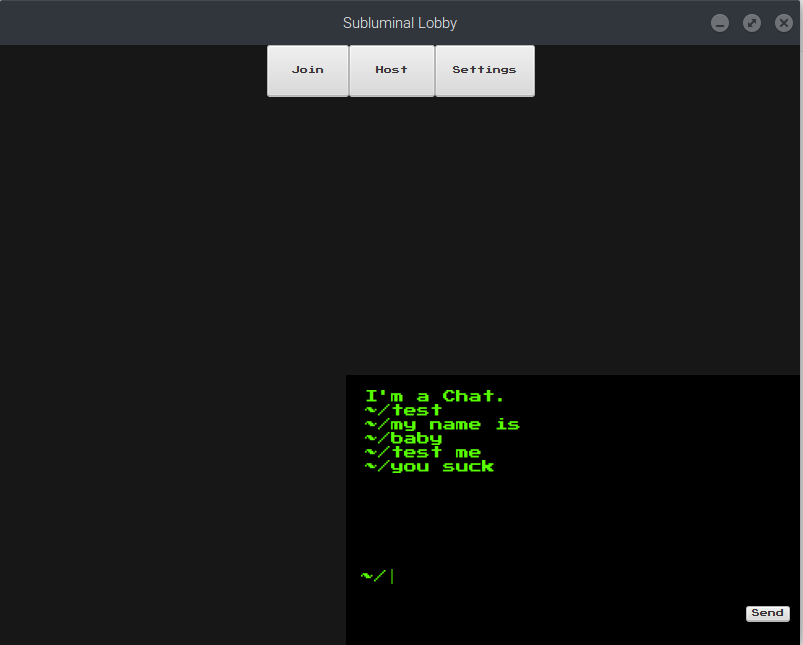 Subluminal Lobby
Join Host Settings
I'm a Chat.
~/test
~/my name is
~/baby
~/test me
~/you suck
~/
Send